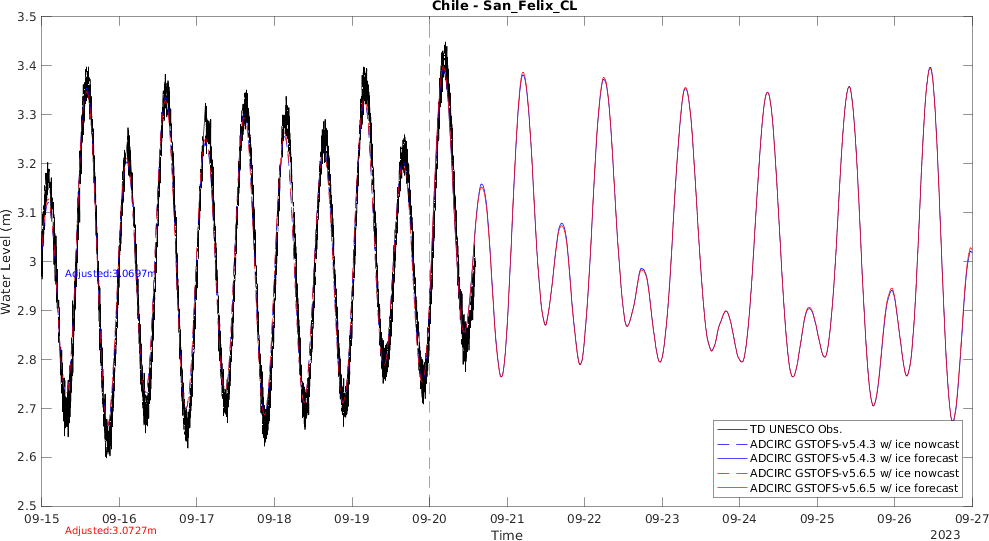 Chile - San_Felix_CL
3.5
3.4
3.3
3.2
3.1
3
2.9
2.8
2.7
2.6
2.5
Water Level (m)
Adjusted:3.0697m
TD UNESCO Obs.
ADCIRC GSTOFS-v5.4.3 w/ ice nowcast
ADCIRC GSTOFS-v5.4.3 w/ ice forecast
ADCIRC GSTOFS-v5.6.5 w/ ice nowcast
ADCIRC GSTOFS-v5.6.5 w/ ice forecast
09-15 09-16 09-17 09-18 09-19 09-20 09-21 09-22 09-23 09-24 09-25 09-26 09-27
Adjusted:3.0727m
Time
2023